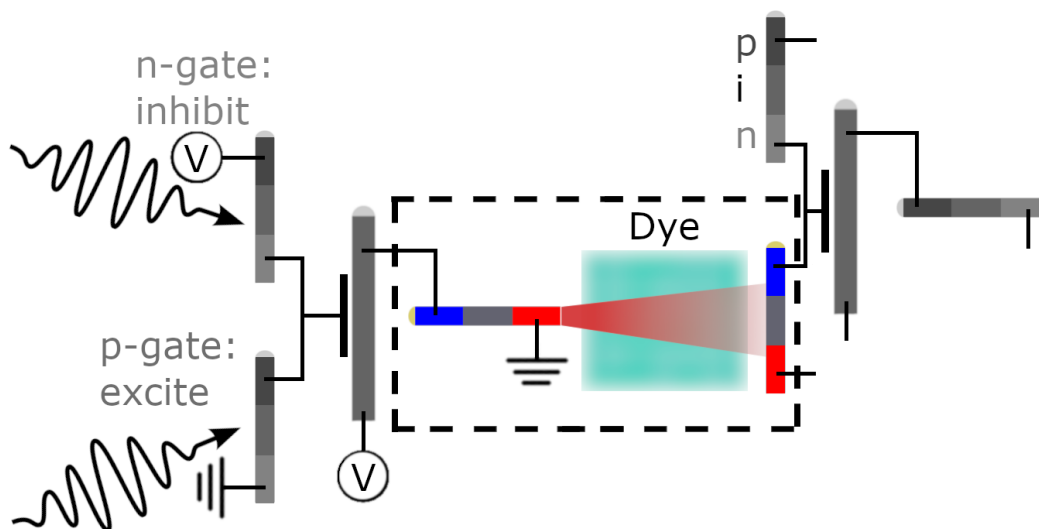 n-gate:
inhibit
V
p-gate:
excite
V
Dye
p
i
n